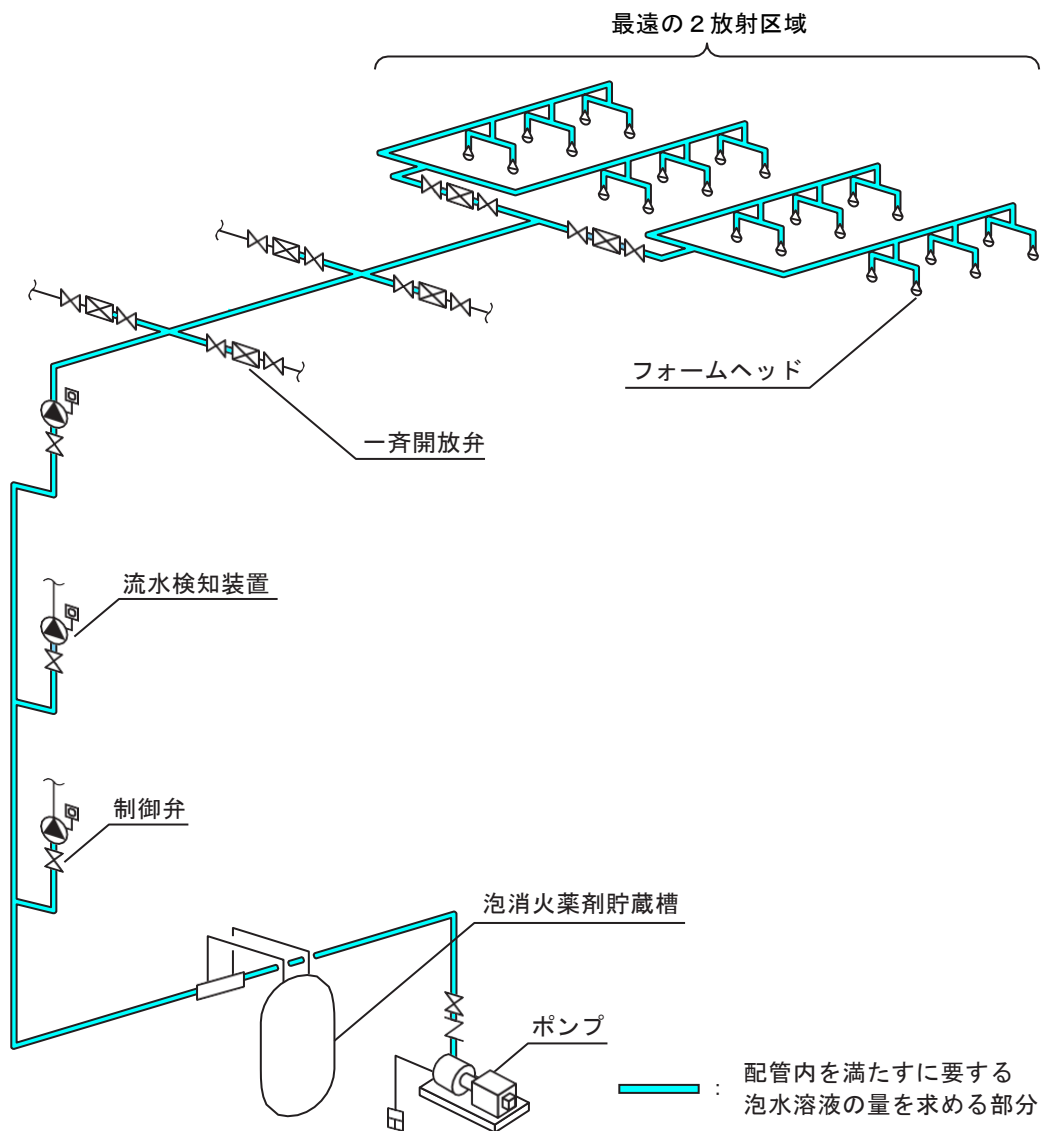 最遠の2放射区域
フォームヘッド
一斉開放弁
流水検知装置
制御弁
泡消火薬剤貯蔵槽
ポンプ
: 配管内を満たすに要する
泡水溶液の量を求める部分